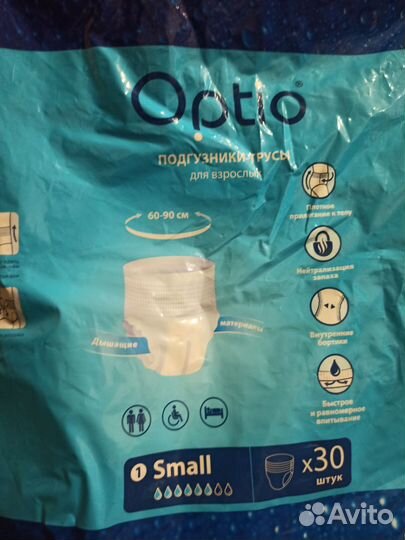 Optio
ПОДГУЗНИКИ-ТРУСЫ
для взрослых
60-90 см
Плотное
прилегание к телу
Нейтрализация
запаха
Дышащие
материалы
Внутренние
бортики
Быстрое
и равномерное
впитывание
1 Small
x30
штук
Avito